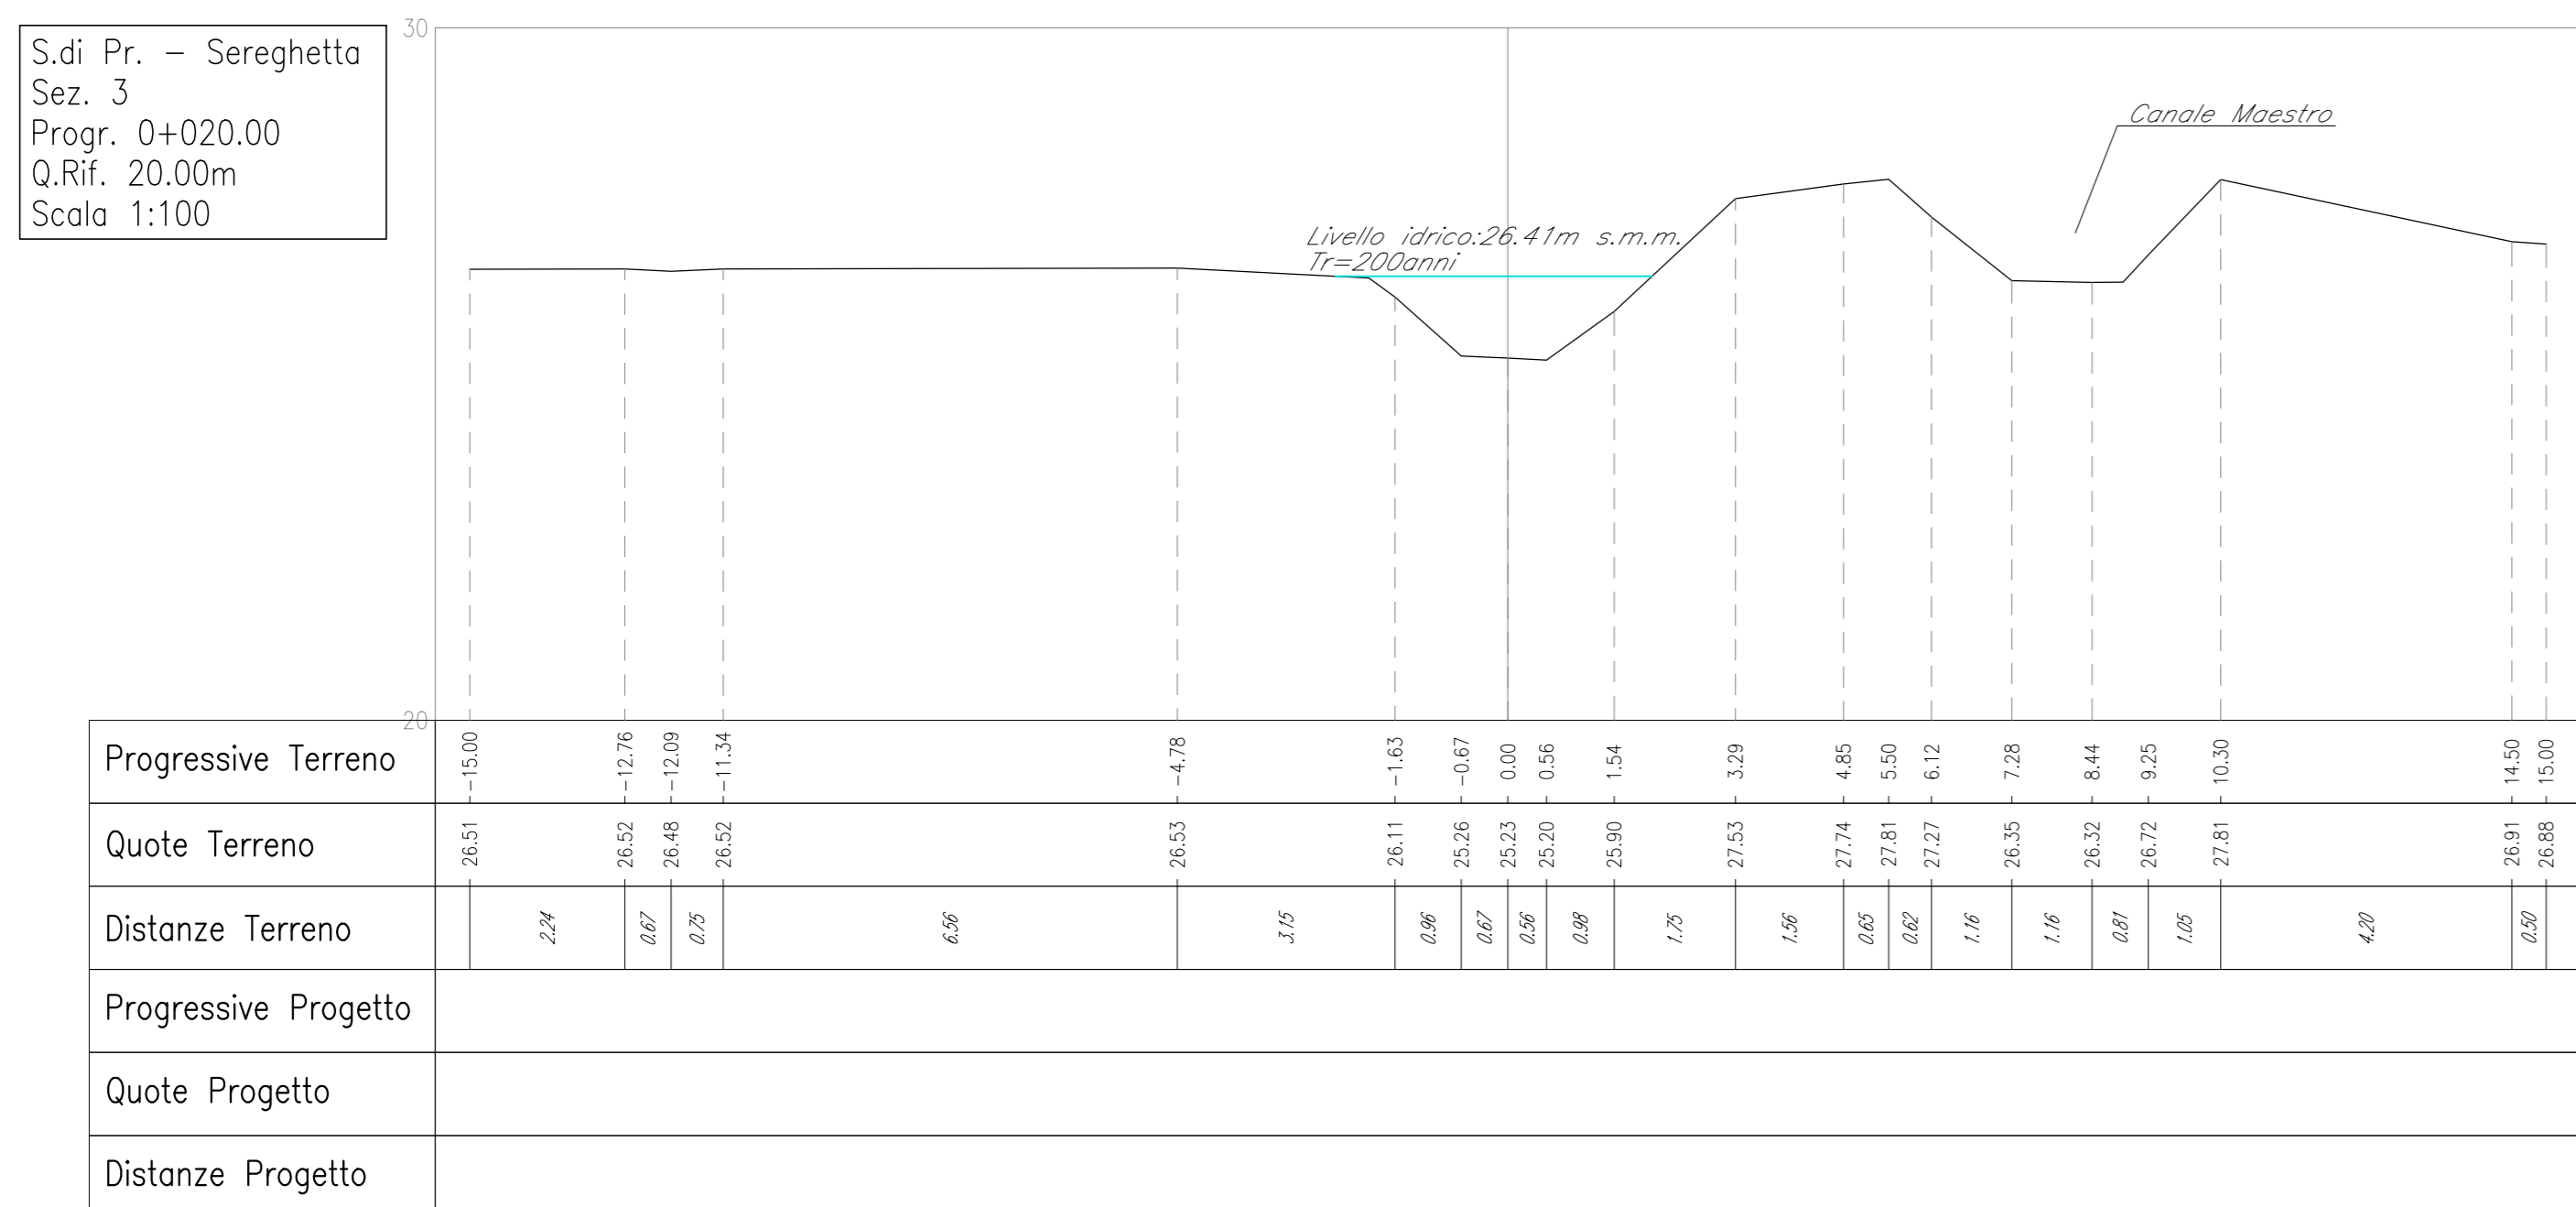 S.di Pr. - Sereghetta
Sez. 3
Progr. 0+020.00
Q.Rif. 20.00m
Scala 1:100
30
Canale Maestro
Livello idrico:26.41m s.m.m.
Tr=200anni
20
Progressive Terreno -15.00 -12.76 -12.09 -11.34 -4.78 -1.63 -0.67 0.00 0.56 1.54 3.29 4.85 5.50 6.12 7.28 8.44 9.25 10.30 14.50 15.00
Quote Terreno 26.51 26.52 26.48 26.52 26.53 26.11 25.26 25.23 25.20 25.90 27.53 27.74 27.81 27.27 26.35 26.32 26.72 27.81 26.91 26.88
Distanze Terreno 2.24 0.67 0.75 6.56 3.15 0.96 0.67 0.56 0.98 1.75 1.56 0.65 0.62 1.16 1.16 0.81 1.05 4.20 0.50
Progressive Progetto
Quote Progetto
Distanze Progetto